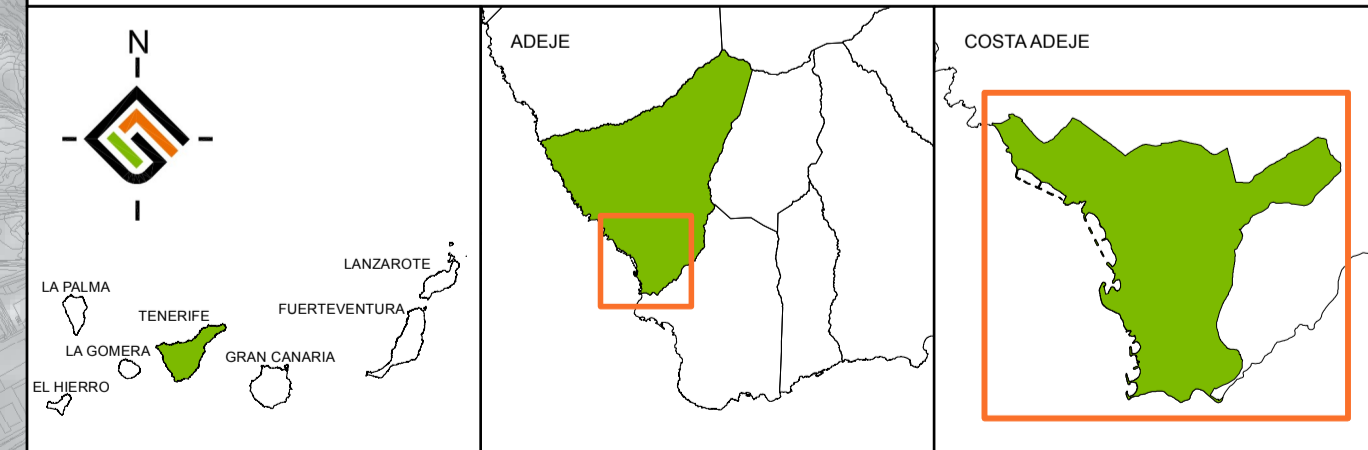 N
LANZAROTE
LA PALMA
FUERTEVENTURA
TENERIFE
LA GOMERA
GRAN CANARIA
EL HIERRO
ADEJE
COSTA ADEJE